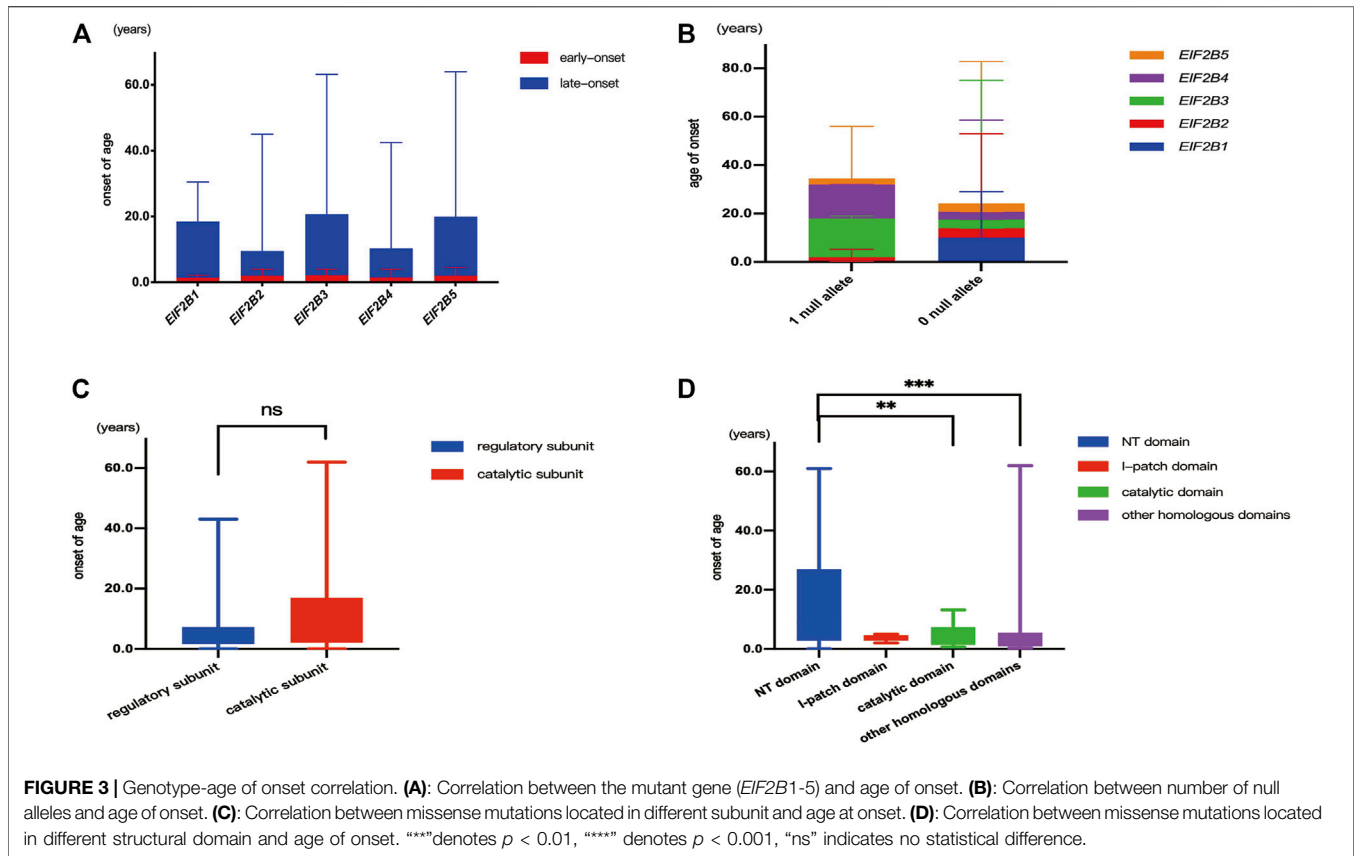 A
(years)
60.0
40.0
20.0
0.0
onset of age
EIF2B1
EIF2B2
EIF2B3
EIF2B4
EIF2B5
early-onset
late-onset
B
(years)
80.0
60.0
40.0
20.0
0.0
age of onset
1 null allete
0 null allete
EIF2B5
EIF2B4
EIF2B3
EIF2B2
EIF2B1
C
ns
(years)
60.0
40.0
20.0
0.0
onset of age
regulatory subunit
catalytic subunit
regulatory subunit
catalytic subunit
D
***
**
(years)
60.0
40.0
20.0
0.0
onset of age
NT domain
I-patch domain
catalytic domain
other homologous domains
NT domain
I-patch domain
catalytic domain
other homologous domains
FIGURE 3 | Genotype-age of onset correlation. (A): Correlation between the mutant gene (EIF2B1-5) and age of onset. (B): Correlation between number of null
alleles and age of onset. (C): Correlation between missense mutations located in different subunit and age at onset. (D): Correlation between missense mutations located
in different structural domain and age of onset. “**”denotes p < 0.01, “***” denotes p < 0.001, “ns” indicates no statistical difference.